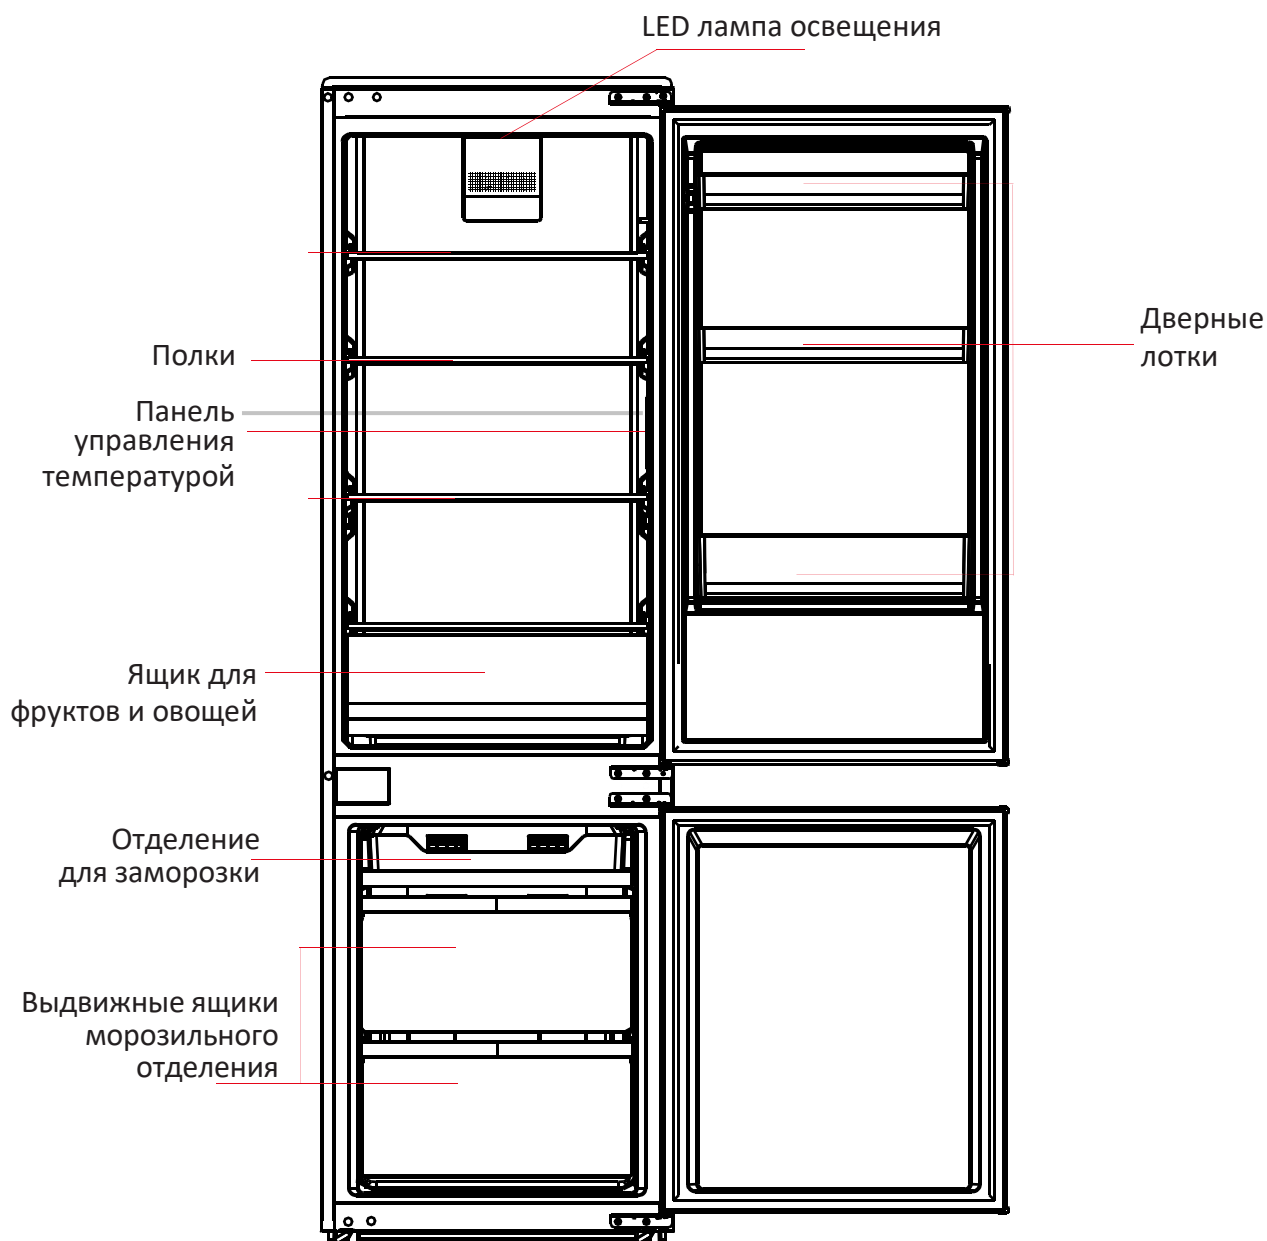 LED лампа освещения
Дверные
лотки
Полки
Панель
управления
температурой
Ящик для
фруктов и овощей
Отделение
для заморозки
Выдвижные ящики
морозильного
отделения